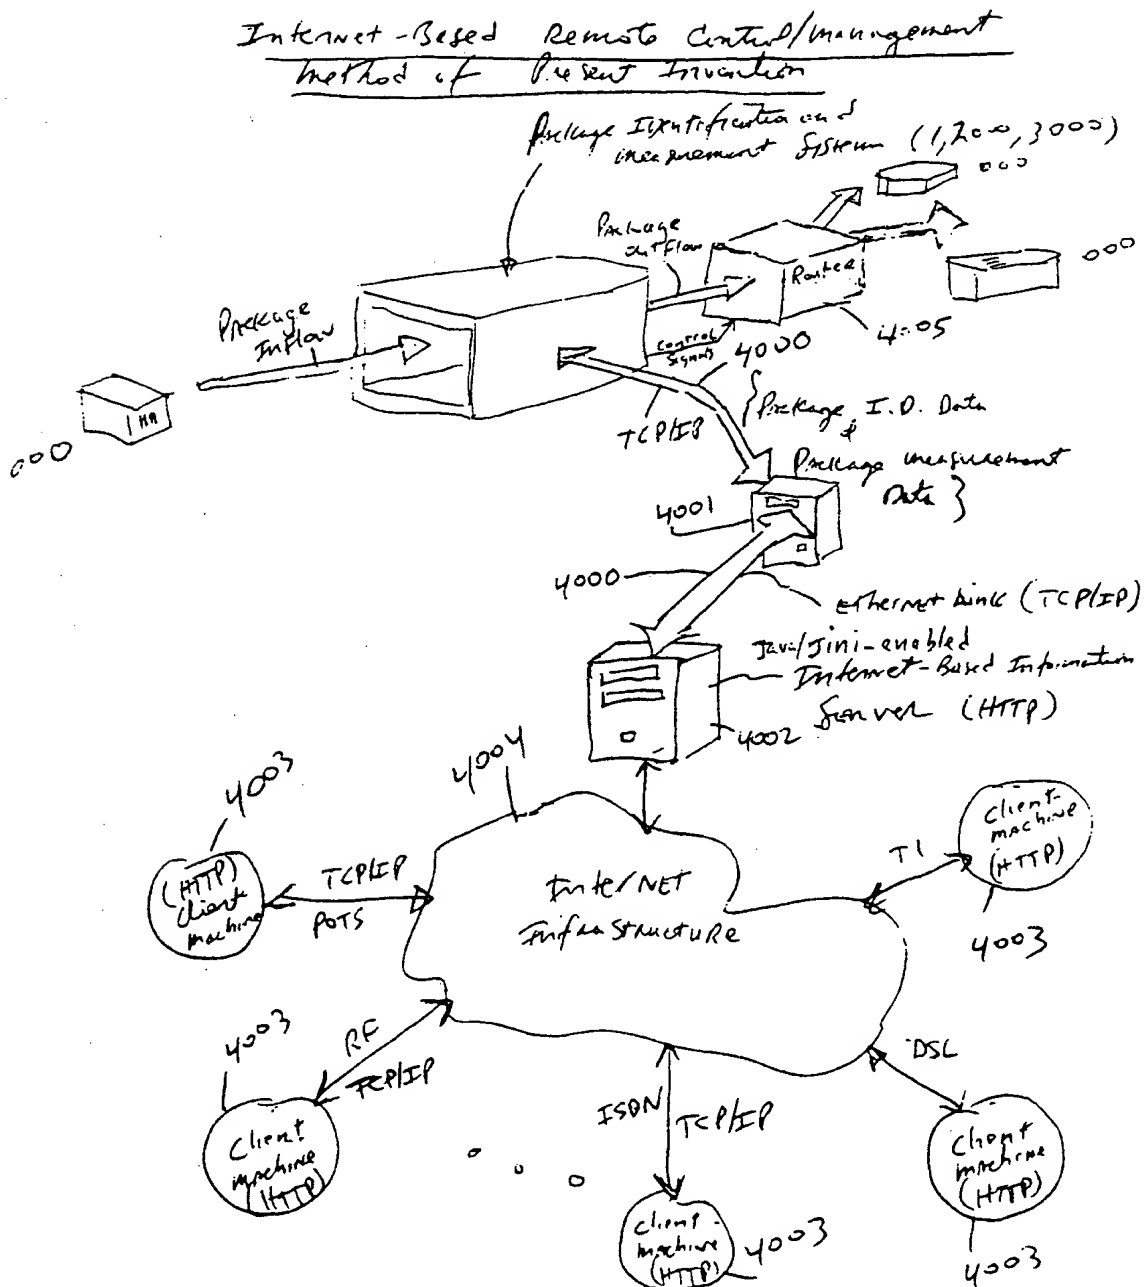 Internet-Based Remote Control/Management
Method of Present Invention
Package Identification and
Measurement System (1,200,3000)
Package
outflow
Router
4005
Package
Inflow
control
signals
4000
TCP/IP
{Package I.D. Data
&
Package measurement
Data}
4001
4000
Ethernet Link (TCP/IP)
Java/Jini-enabled
Internet-Based Information
Server (HTTP)
4002
4004
4003
(HTTP)
Client
machine
TCP/IP
POTS
InterNET
InfraStructuRe
T1
Client-
machine
(HTTP)
4003
4003
RF
TCP/IP
Client
machine
(HTTP)
ISDN
TCP/IP
Client-
machine
(HTTP)
4003
DSL
Client
machine
(HTTP)
4003